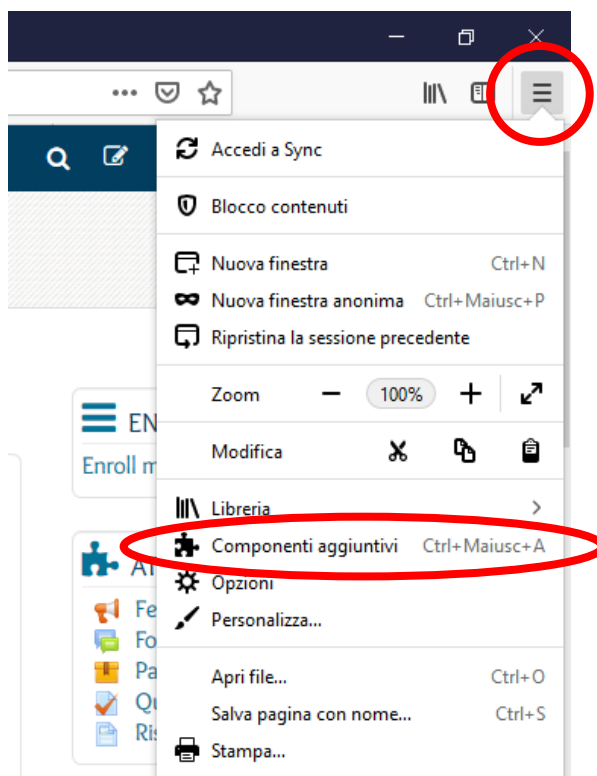 Accedi a Sync
Blocco contenuti
Nuova finestra Ctrl+N
Nuova finestra anonima Ctrl+Maiusc+P
Ripristina la sessione precedente
Zoom 100%
Modifica
EN
Enroll m
Libreria
Componenti aggiuntivi Ctrl+Maiusc+A
AT
Opzioni
Fe
Personalizza...
Fo
Pa
Apri file... Ctrl+O
Qu
Salva pagina con nome... Ctrl+S
Ris
Stampa...